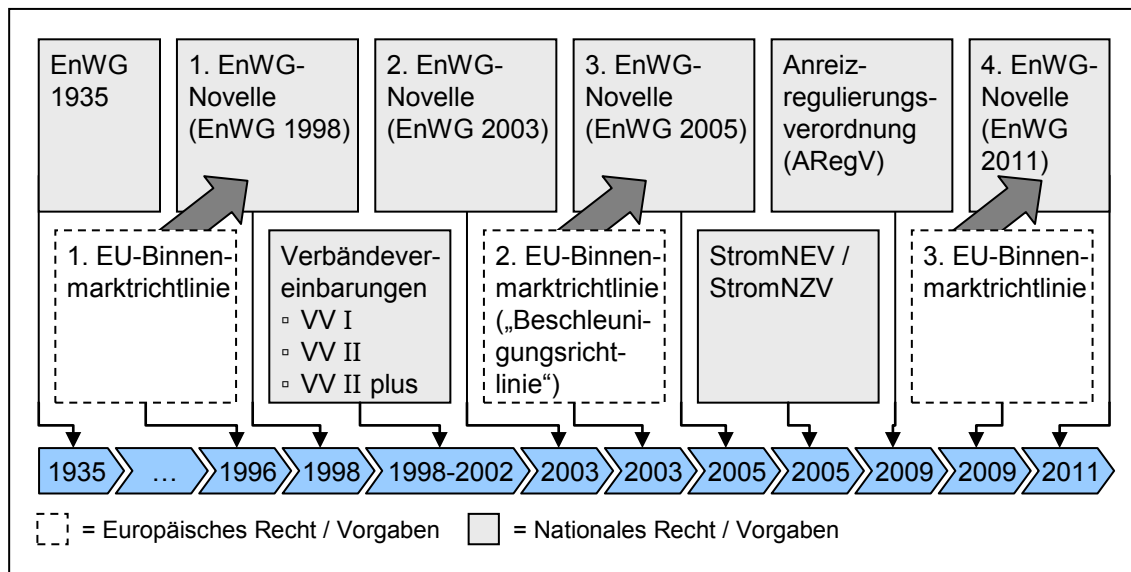 EnWG
1935
1. EnWG-
Novelle
(EnWG 1998)
2. EnWG-
Novelle
(EnWG 2003)
3. EnWG-
Novelle
(EnWG 2005)
Anreiz-
regulierungs-
verordnung
(ARegV)
4. EnWG-
Novelle
(EnWG
2011)
1. EU-Binnen-
marktrichtlinie
Verbändever-
einbarungen
▫ VV I
▫ VV II
▫ VV II plus
2. EU-Binnen-
marktrichtlinie
(„Beschleuni-
gungsricht-
linie“)
StromNEV /
StromNZV
3. EU-Binnen-
marktrichtlinie
1935
...
1996
1998
1998-2002
2003
2003
2005
2005
2009
2009
2011
= Europäisches Recht / Vorgaben
= Nationales Recht / Vorgaben